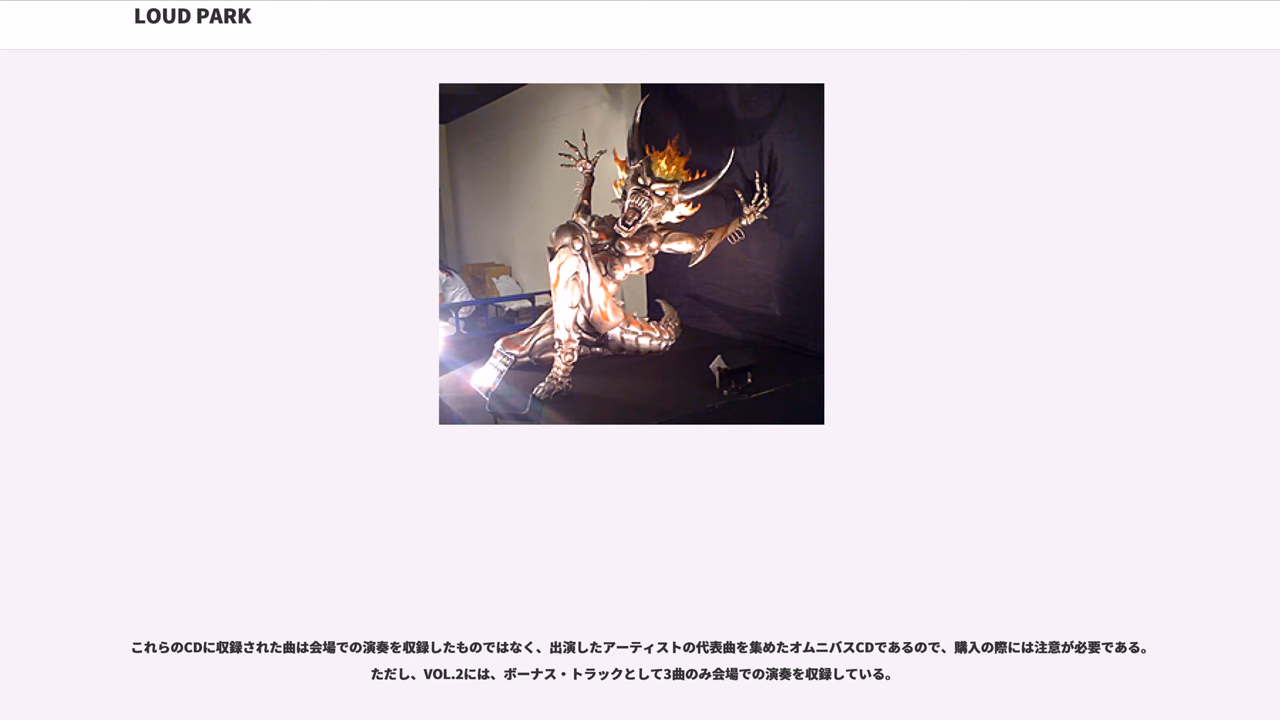 LOUD PARK
これらのCDに収録された曲は会場での演奏を収録したものではなく、出演したアーティストの代表曲を集めたオムニバスCDであるので、購入の際には注意が必要である。
ただし、VOL.2には、ボーナス・トラックとして3曲のみ会場での演奏を収録している。